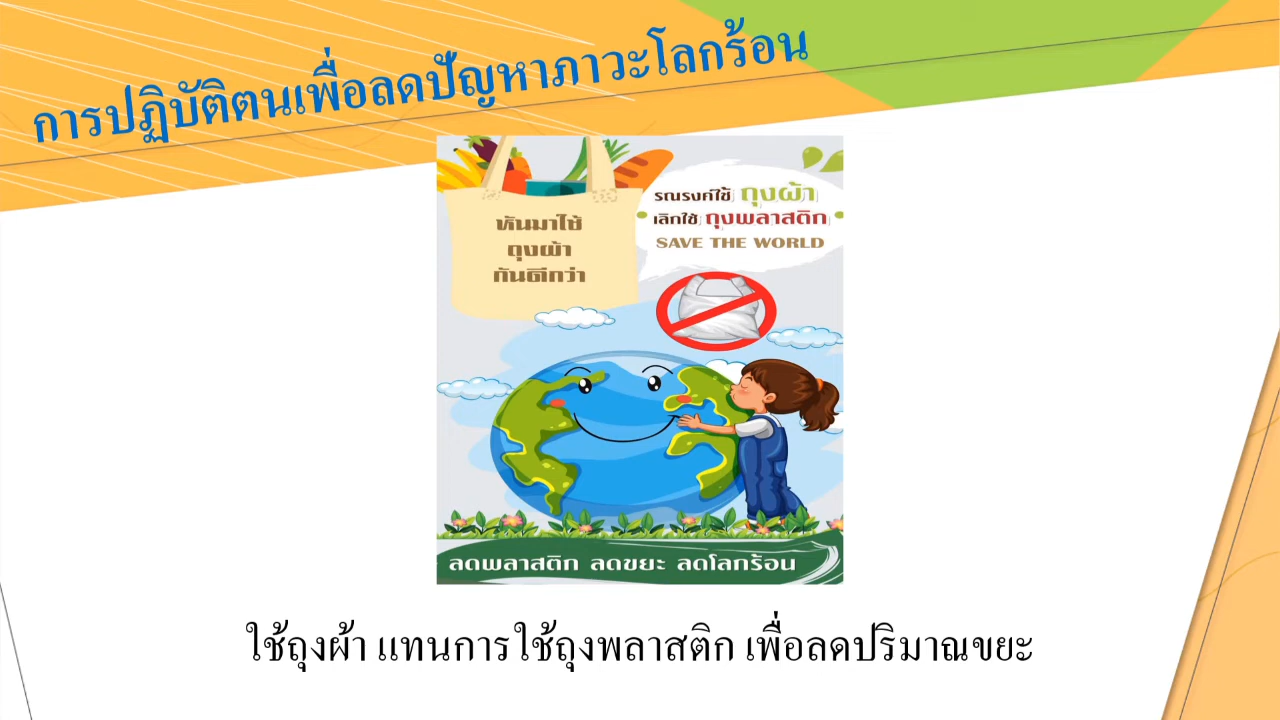 การปฏิบัติตนเพื่อลดปัญหาภาวะโลกร้อน
หันมาใช้
ถุงผ้า
กันดีกว่า
รณรงค์ใช้ ถุงผ้า
เลิกใช้ ถุงพลาสติก
SAVE THE WORLD
ลดพลาสติก ลดขยะ ลดโลกร้อน
ใช้ถุงผ้า แทนการใช้ถุงพลาสติก เพื่อลดปริมาณขยะ